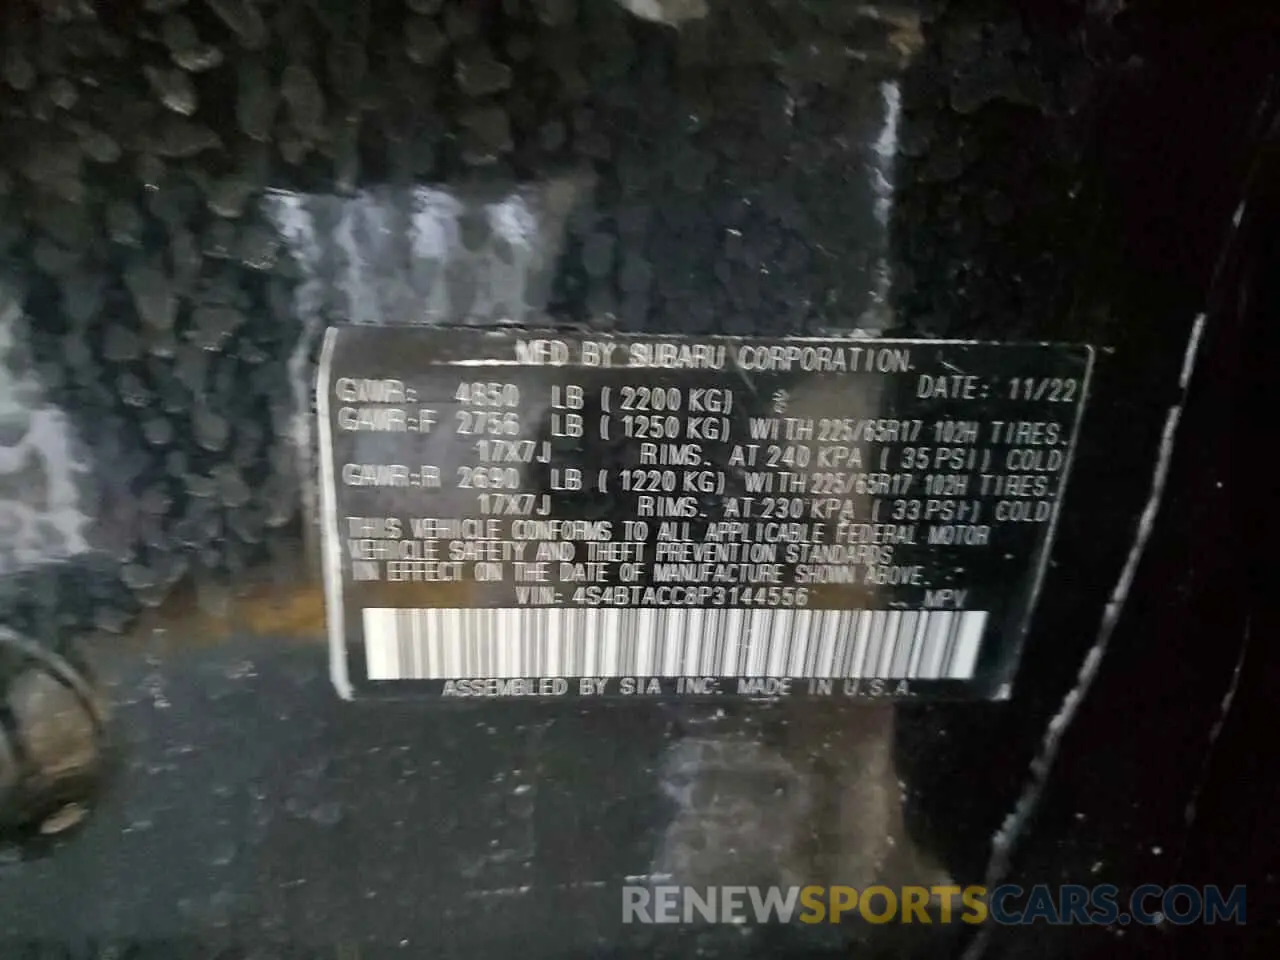 MFD BY SUBARU CORPORATION
DATE: 11/22
GVWR: 4850 LB ( 2200 KG)
GAWR:F 2756 LB ( 1250 KG) WITH 225/65R17 102H TIRES.
17X7J RIMS. AT 240 KPA ( 35 PSI) COLD
GAWR:R 2690 LB ( 1220 KG) WITH 225/65R17 102H TIRES.
17X7J RIMS. AT 230 KPA ( 33 PSI) COLD
THIS VEHICLE CONFORMS TO ALL APPLICABLE FEDERAL MOTOR
VEHICLE SAFETY AND THEFT PREVENTION STANDARDS
IN EFFECT ON THE DATE OF MANUFACTURE SHOWN ABOVE.
VIN: 4S4BTACC8P3144556 MPV
ASSEMBLED BY SIA INC. MADE IN U.S.A.
RENEWSPORTSCARS.COM